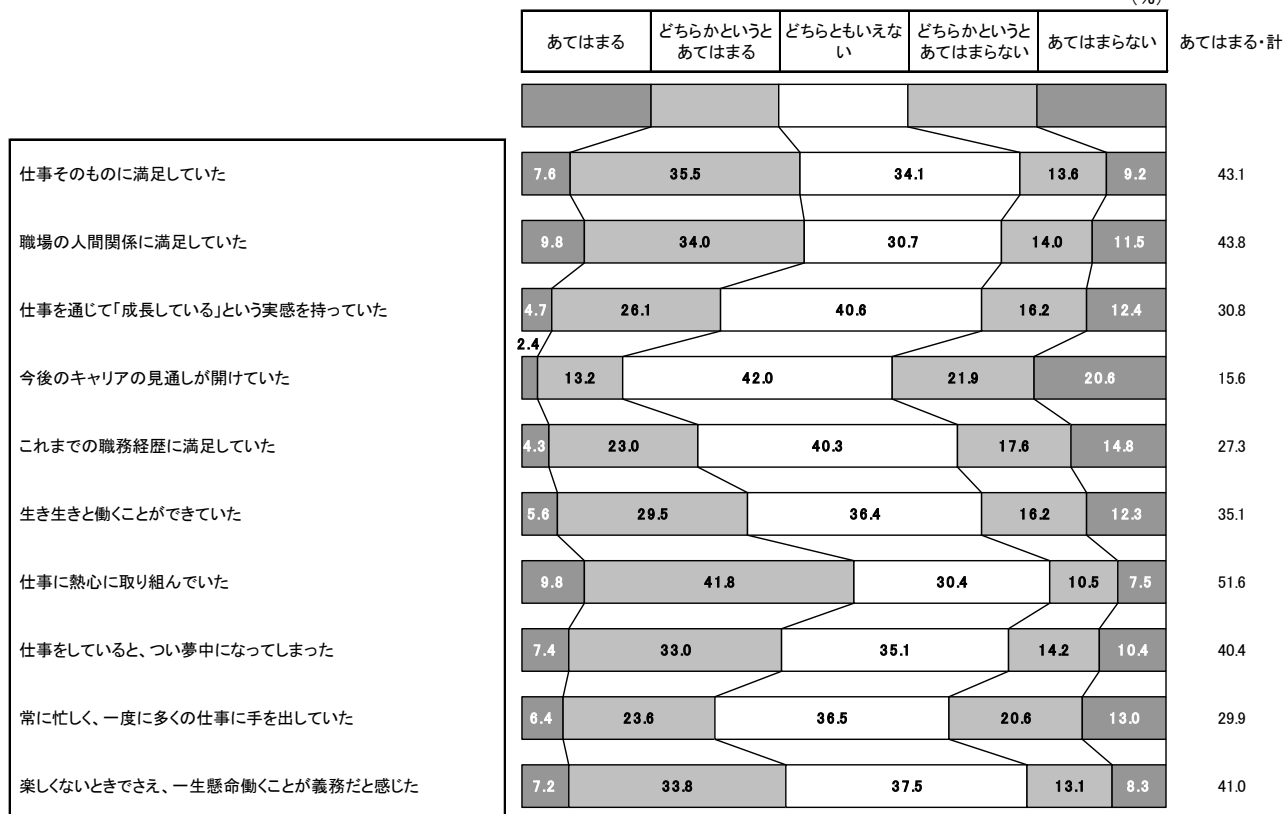 (%)
あてはまる どちらかというと どちらともいえな どちらかというと あてはまらない あてはまる・計
あてはまる い あてはまらない
仕事そのものに満足していた 7.6 35.5 34.1 13.6 9.2 43.1
職場の人間関係に満足していた 9.8 34.0 30.7 14.0 11.5 43.8
仕事を通じて「成長している」という実感を持っていた 4.7 26.1 40.6 16.2 12.4 30.8
2.4
今後のキャリアの見通しが開けていた 13.2 42.0 21.9 20.6 15.6
これまでの職務経歴に満足していた 4.3 23.0 40.3 17.6 14.8 27.3
生き生きと働くことができていた 5.6 29.5 36.4 16.2 12.3 35.1
仕事に熱心に取り組んでいた 9.8 41.8 30.4 10.5 7.5 51.6
仕事をしていると、つい夢中になってしまった 7.4 33.0 35.1 14.2 10.4 40.4
常に忙しく、一度に多くの仕事に手を出していた 6.4 23.6 36.5 20.6 13.0 29.9
楽しくないときでさえ、一生懸命働くことが義務だと感じた 7.2 33.8 37.5 13.1 8.3 41.0